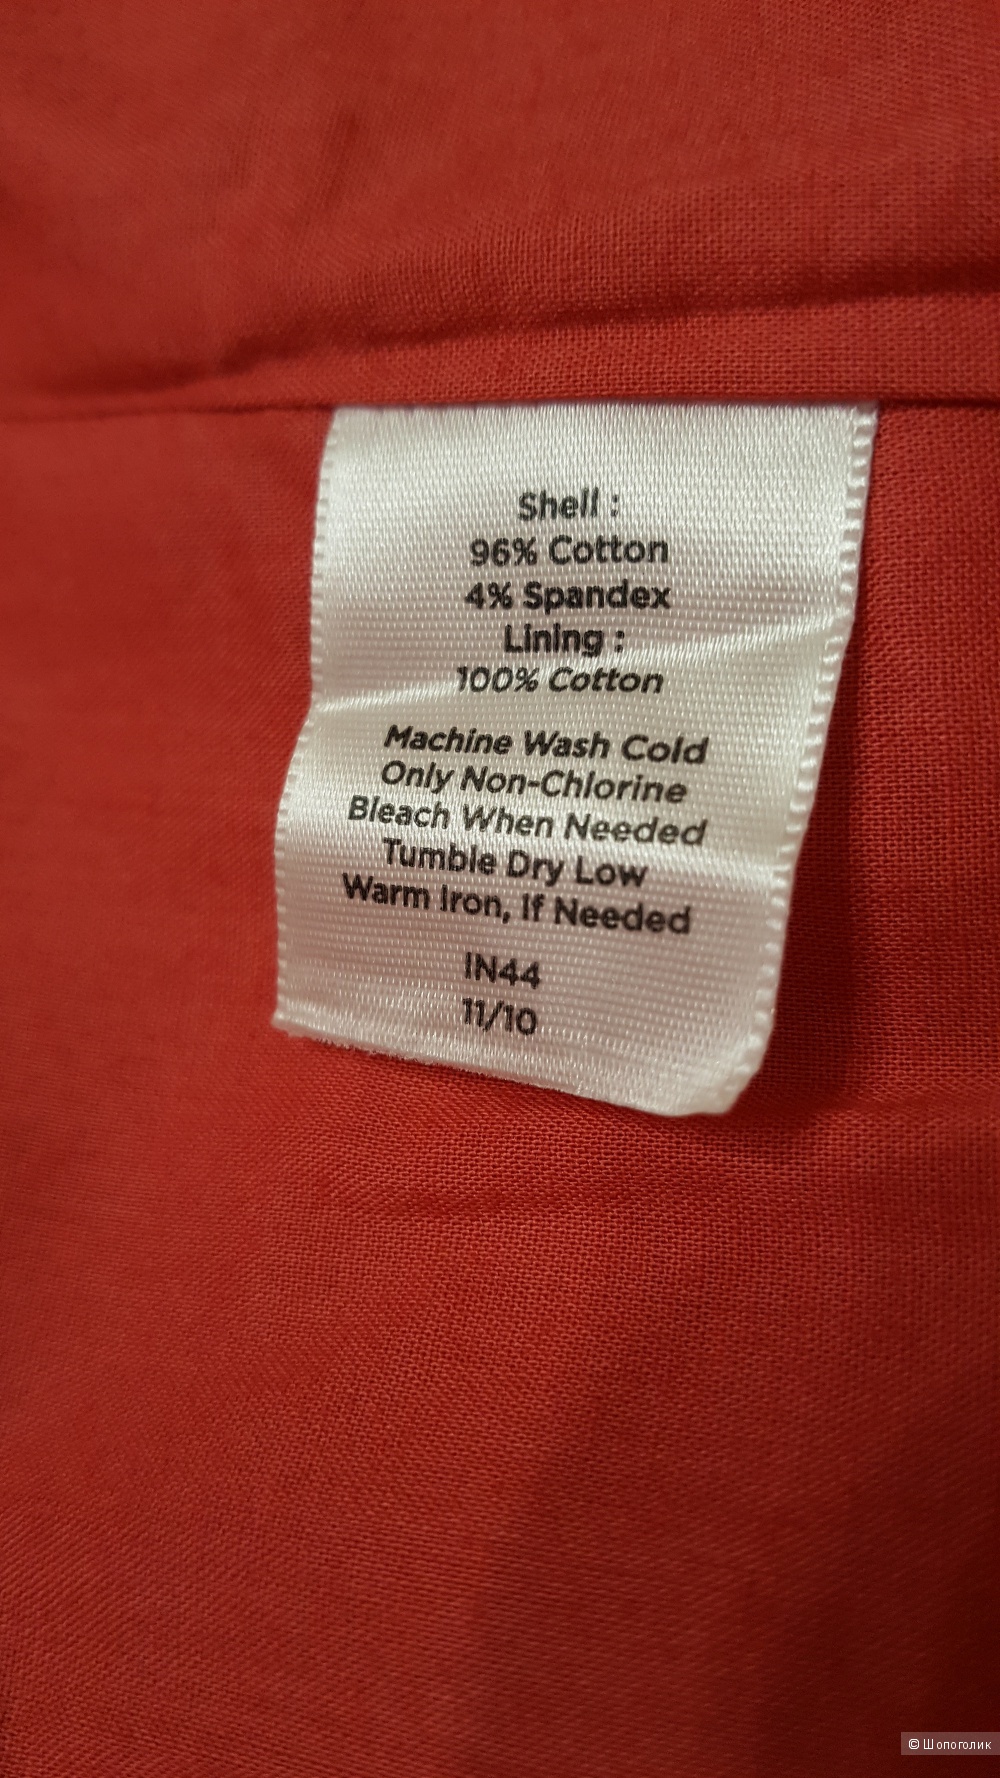 Shell :
96% Cotton
4% Spandex
Lining :
100% Cotton
Machine Wash Cold
Only Non-Chlorine
Bleach When Needed
Tumble Dry Low
Warm Iron, If Needed
IN44
11/10
© Шопоголик